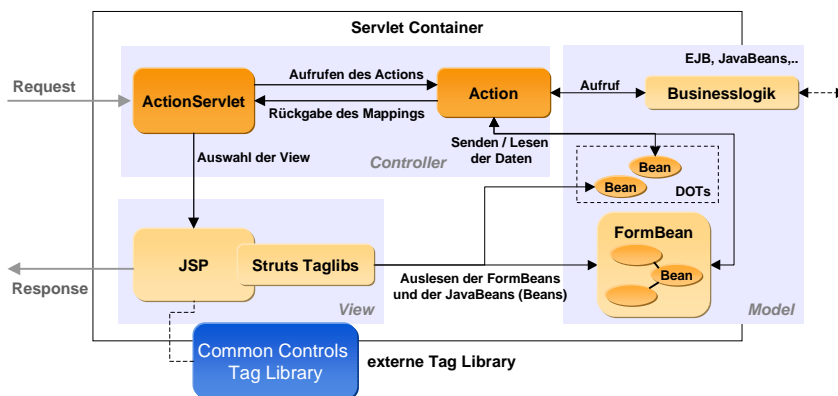 Servlet Container
EJB, JavaBeans,..
Request
ActionServlet
Aufrufen des Actions
Rückgabe des Mappings
Action
Aufruf
Businesslogik
Auswahl der View
Controller
Senden / Lesen
der Daten
Bean
Bean
DOTs
FormBean
Bean
JSP
Struts Taglibs
Auslesen der FormBeans
und der JavaBeans (Beans)
Response
View
Model
Common Controls
Tag Library
externe Tag Library